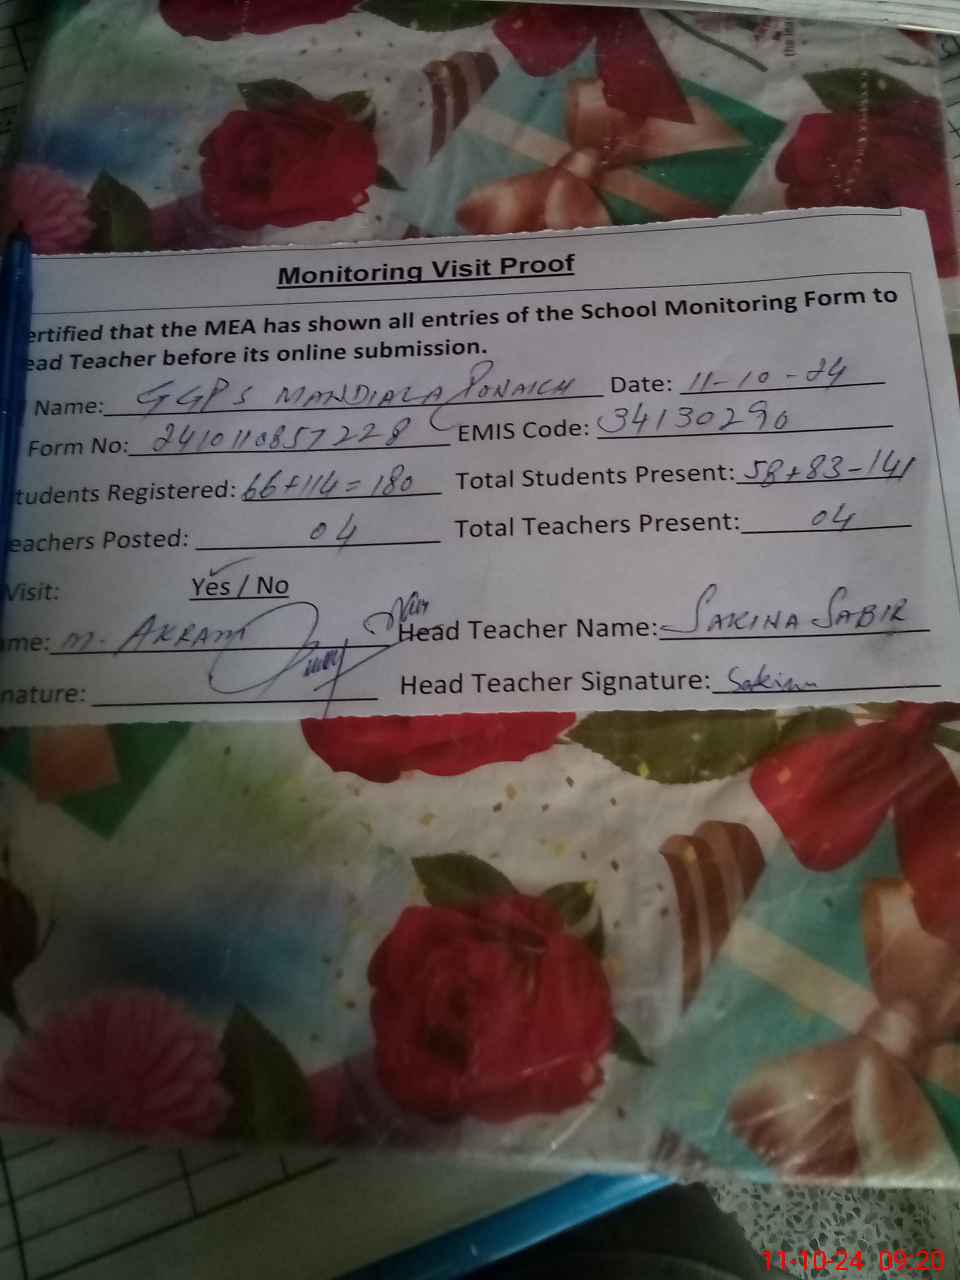 Monitoring Visit Proof
ertified that the MEA has shown all entries of the School Monitoring Form to
ead Teacher before its online submission.
Name: GGPS MANDIALA PONAICH Date: 11-10-24
Form No: 2410110857228 EMIS Code: 34130290
tudents Registered: 66+114=180 Total Students Present: 58+83-141
eachers Posted: 04 Total Teachers Present: 04
Visit: Yes / No
me: M. AKRAM Head Teacher Name: SAKINA SABIR
nature: Head Teacher Signature: Sakina
11-10-24 09:20